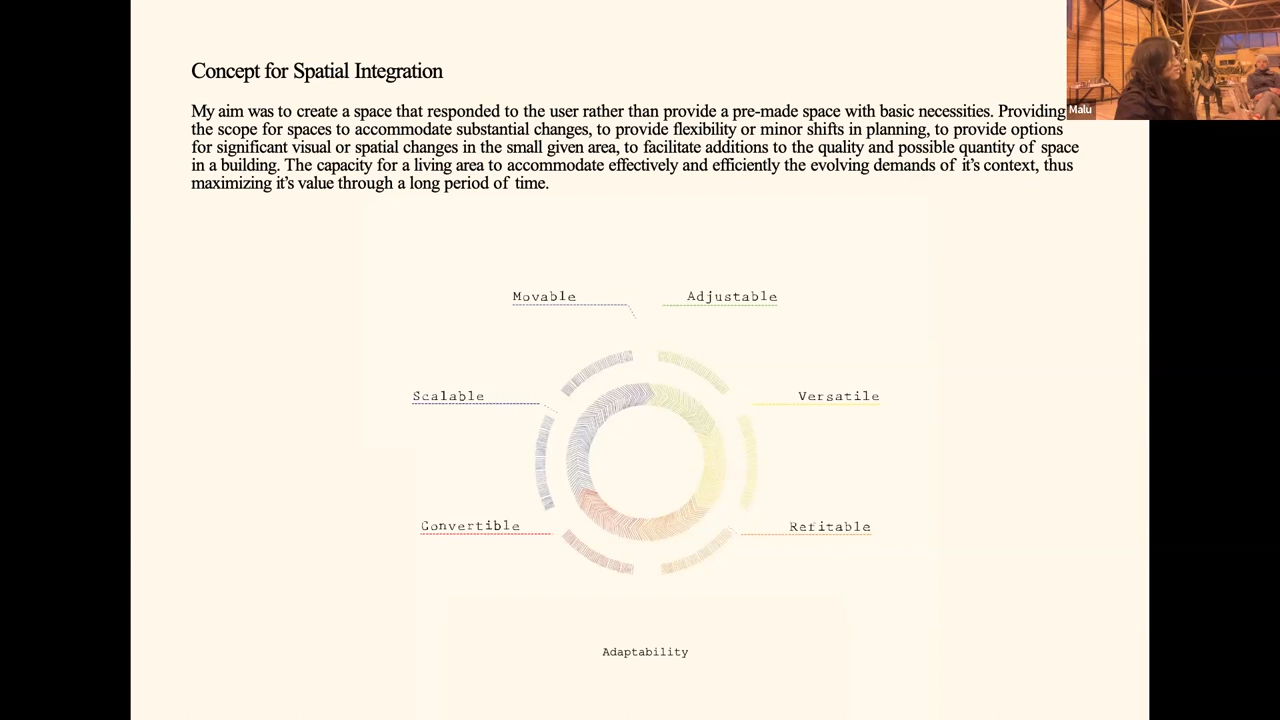 Concept for Spatial Integration
My aim was to create a space that responded to the user rather than provide a pre-made space with basic necessities. Providing
the scope for spaces to accommodate substantial changes, to provide flexibility or minor shifts in planning, to provide options
for significant visual or spatial changes in the small given area, to facilitate additions to the quality and possible quantity of space
in a building. The capacity for a living area to accommodate effectively and efficiently the evolving demands of it's context, thus
maximizing it's value through a long period of time.
Malu
Movable
Adjustable
Scalable
Versatile
Convertible
Refitable
Adaptability